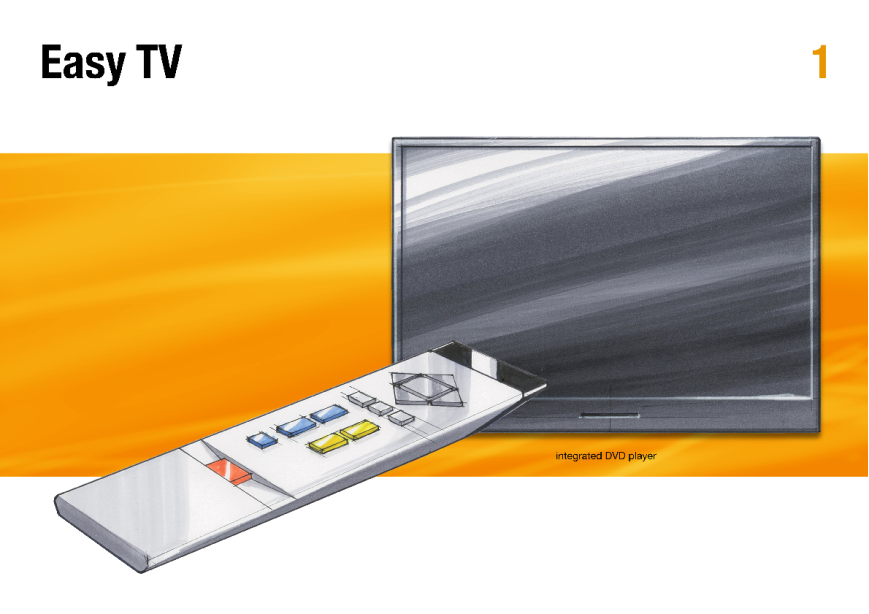 Easy TV
1
integrated DVD player